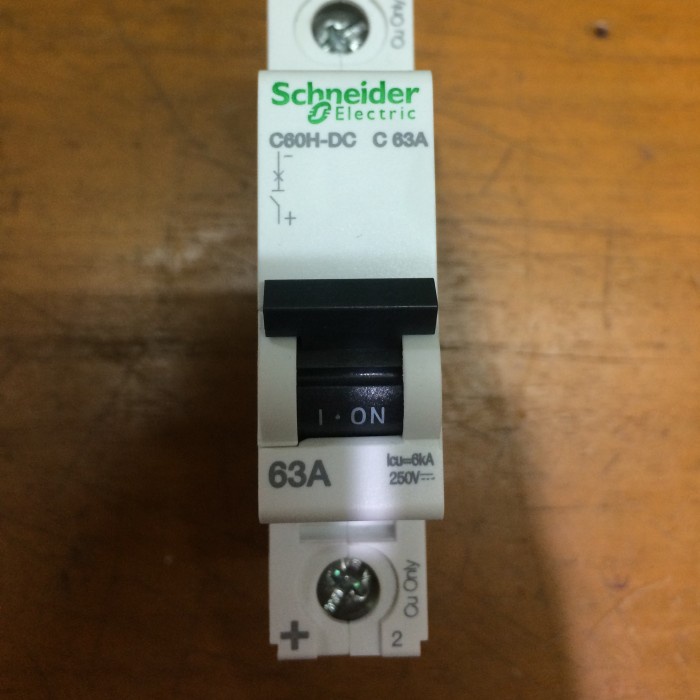 Cu Only
Schneider
Electric
C60H-DC C 63A
-
+
I · ON
63A
Icu=6kA
250V⎓
Cu Only
+ 2